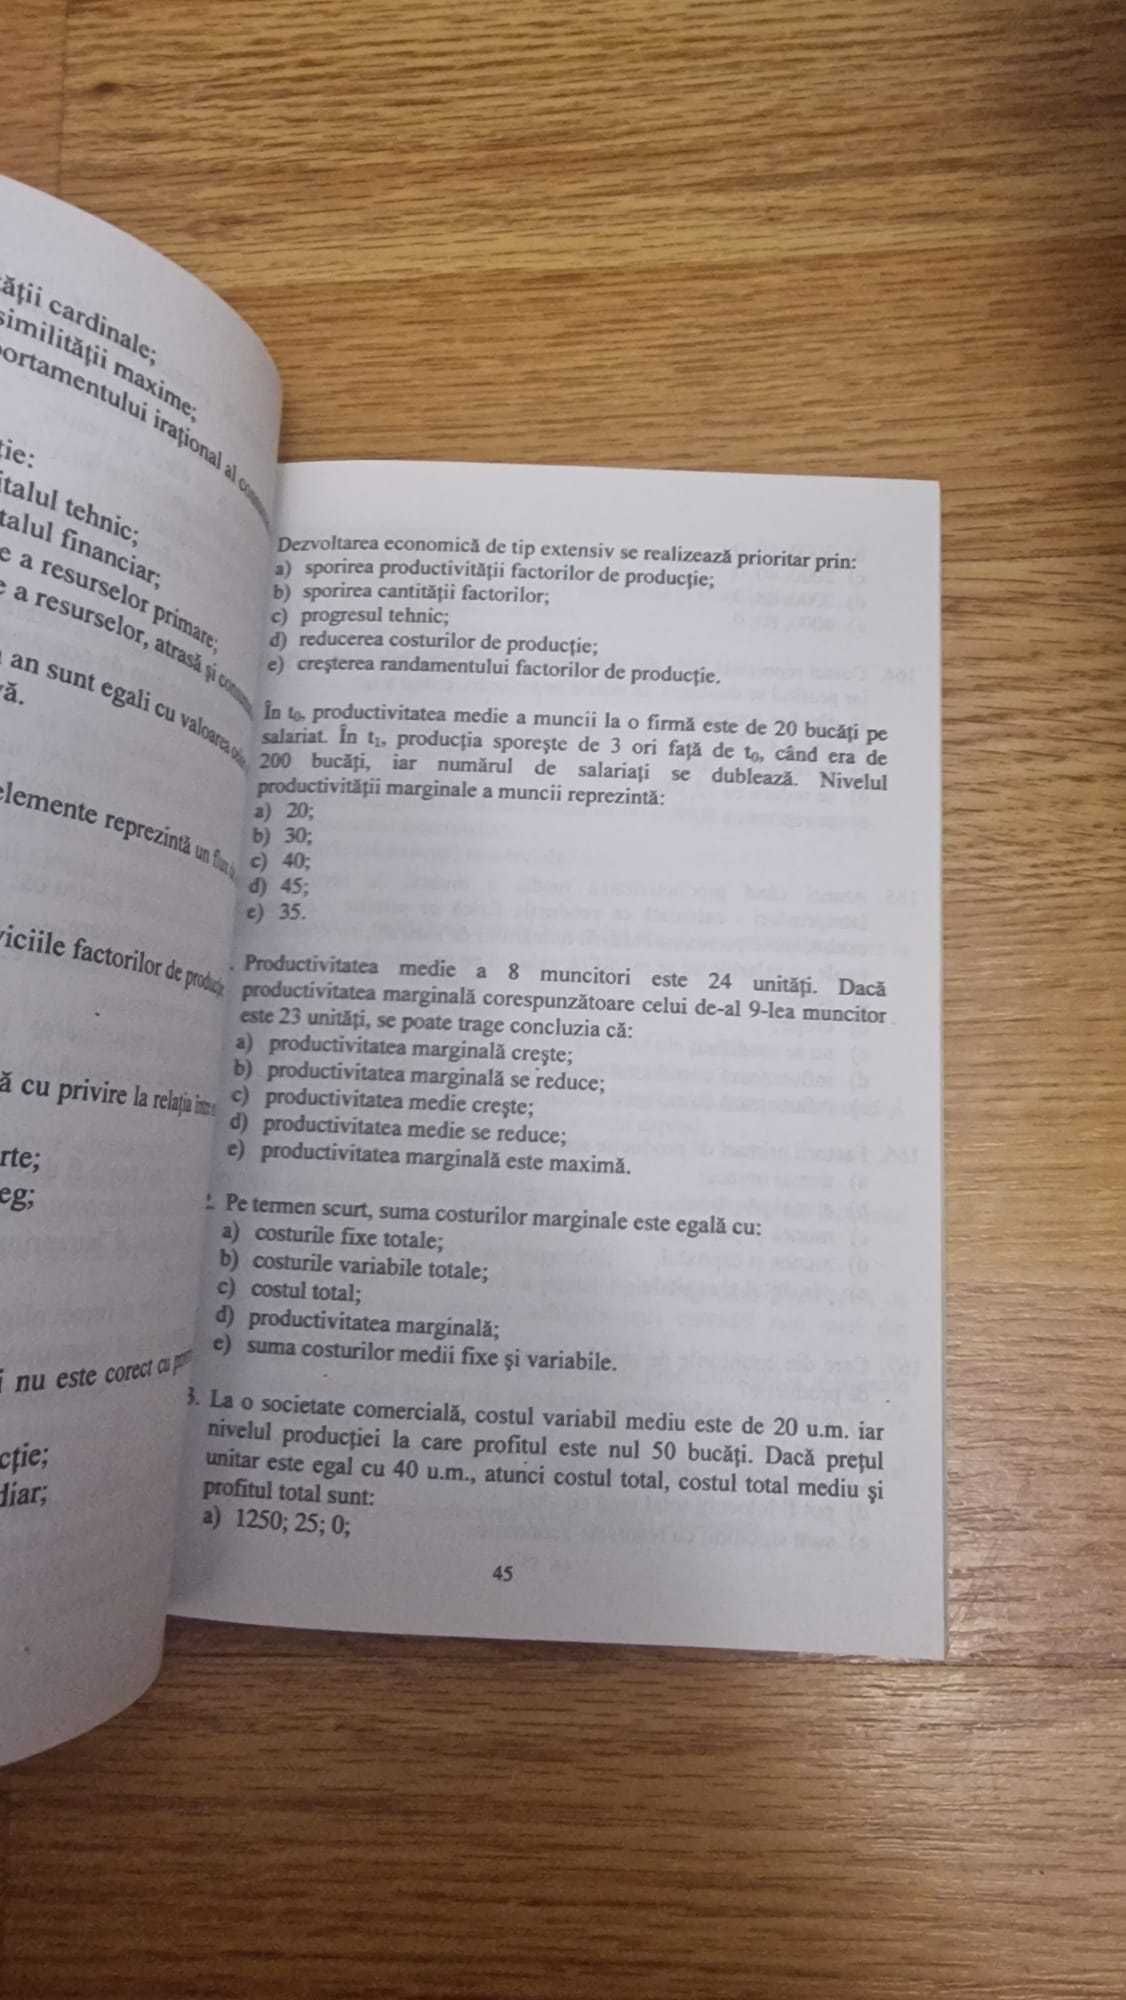 ății cardinale;
similității maxime;
portamentului irațional al
ție:
italul tehnic;
talul financiar;
e a resurselor primare;
e a resurselor, atrasă și
an sunt egali cu valoarea
vă.
elemente reprezintă un flux
viciile factorilor de producție
ă cu privire la relația
rte;
eg;
i nu este corect cu
cție;
diar;
Dezvoltarea economică de tip extensiv se realizează prioritar prin:
a) sporirea productivității factorilor de producție;
b) sporirea cantității factorilor;
c) progresul tehnic;
d) reducerea costurilor de producție;
e) creșterea randamentului factorilor de producție.
În t₀, productivitatea medie a muncii la o firmă este de 20 bucăți pe
salariat. În t₁, producția sporește de 3 ori față de t₀, când era de
200 bucăți, iar numărul de salariați se dublează. Nivelul
productivității marginale a muncii reprezintă:
a) 20;
b) 30;
c) 40;
d) 45;
e) 35.
. Productivitatea medie a 8 muncitori este 24 unități. Dacă
productivitatea marginală corespunzătoare celui de-al 9-lea muncitor
este 23 unități, se poate trage concluzia că:
a) productivitatea marginală crește;
b) productivitatea marginală se reduce;
c) productivitatea medie crește;
d) productivitatea medie se reduce;
e) productivitatea marginală este maximă.
2. Pe termen scurt, suma costurilor marginale este egală cu:
a) costurile fixe totale;
b) costurile variabile totale;
c) costul total;
d) productivitatea marginală;
e) suma costurilor medii fixe și variabile.
3. La o societate comercială, costul variabil mediu este de 20 u.m. iar
nivelul producției la care profitul este nul 50 bucăți. Dacă prețul
unitar este egal cu 40 u.m., atunci costul total, costul total mediu și
profitul total sunt:
a) 1250; 25; 0;
45